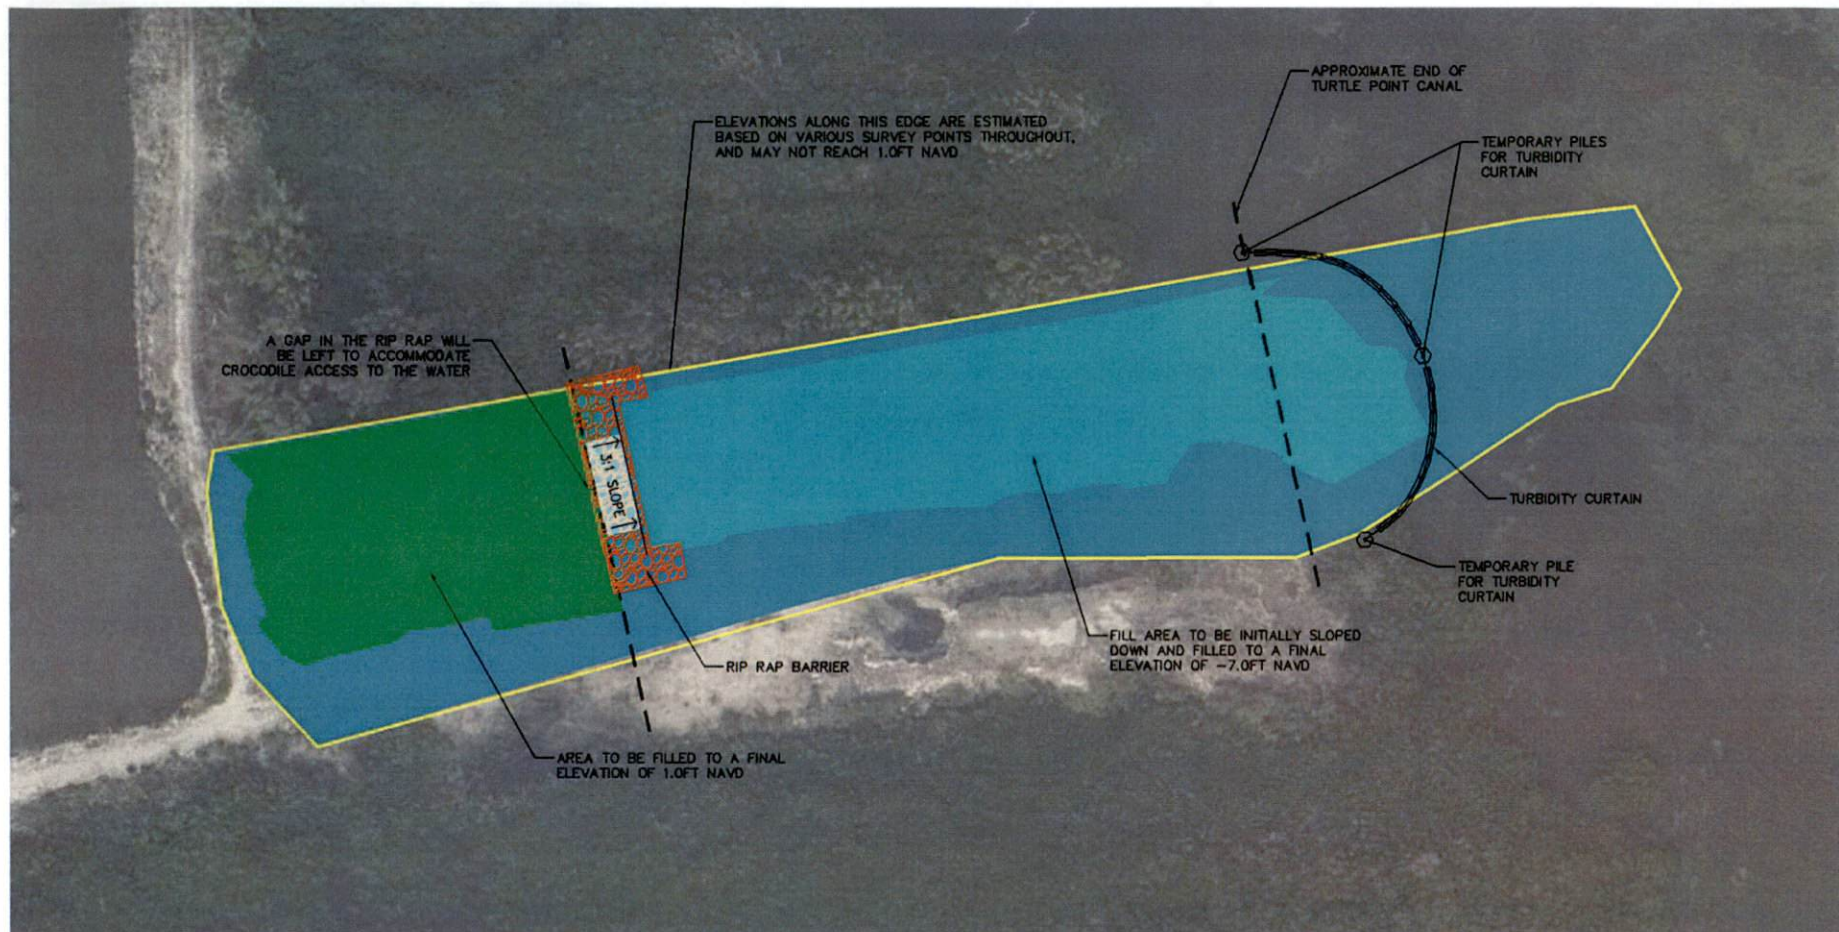 APPROXIMATE END OF
TURTLE POINT CANAL
ELEVATIONS ALONG THIS EDGE ARE ESTIMATED
BASED ON VARIOUS SURVEY POINTS THROUGHOUT,
AND MAY NOT REACH 1.0FT NAVD
TEMPORARY PILES
FOR TURBIDITY
CURTAIN
A GAP IN THE RIP RAP WILL
BE LEFT TO ACCOMMODATE
CROCODILE ACCESS TO THE WATER
3:1 SLOPE
TURBIDITY CURTAIN
TEMPORARY PILE
FOR TURBIDITY
CURTAIN
FILL AREA TO BE INITIALLY SLOPED
DOWN AND FILLED TO A FINAL
ELEVATION OF -7.0FT NAVD
RIP RAP BARRIER
AREA TO BE FILLED TO A FINAL
ELEVATION OF 1.0FT NAVD